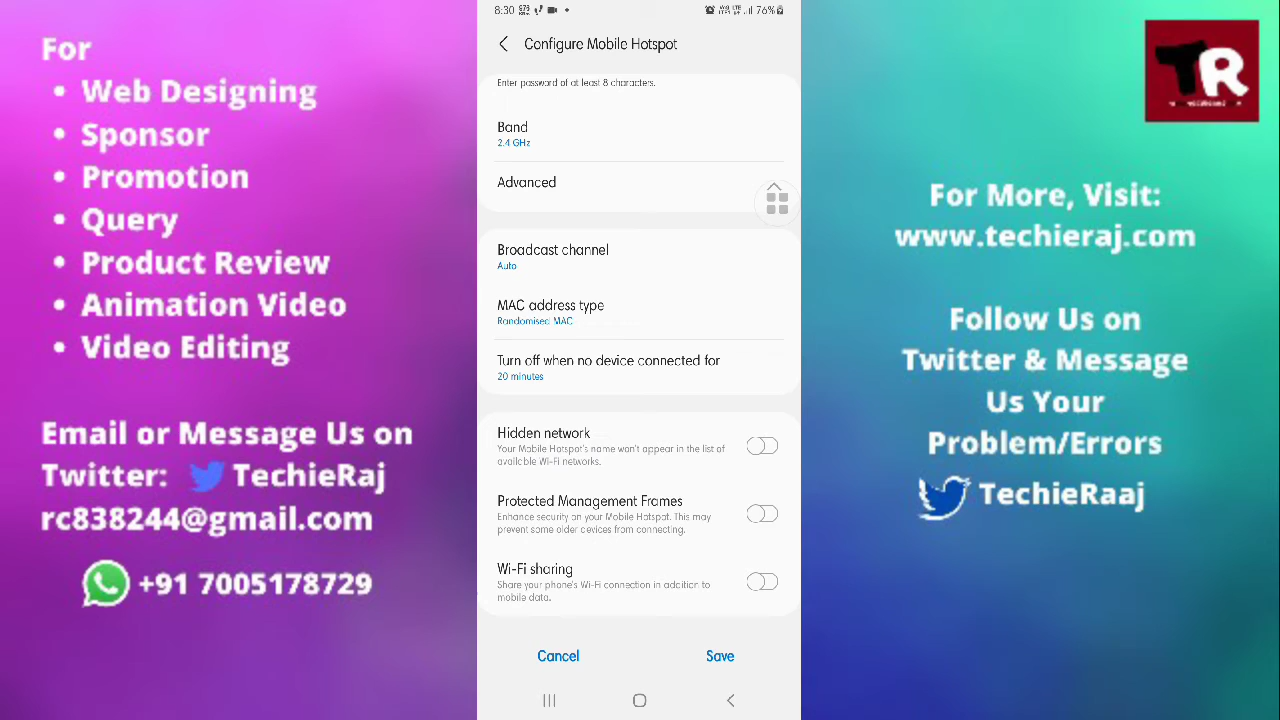 For
• Web Designing
• Sponsor
• Promotion
• Query
• Product Review
• Animation Video
• Video Editing
Email or Message Us on
Twitter: TechieRaj
rc838244@gmail.com
+91 7005178729
8:30
76%
Configure Mobile Hotspot
Enter password of at least 8 characters.
Band
2.4 GHz
Advanced
Broadcast channel
Auto
MAC address type
Randomised MAC
Turn off when no device connected for
20 minutes
Hidden network
Your Mobile Hotspot's name won't appear in the list of
available Wi-Fi networks.
Protected Management Frames
Enhance security on your Mobile Hotspot. This may
prevent some older devices from connecting.
Wi-Fi sharing
Share your phone's Wi-Fi connection in addition to
mobile data.
Cancel
Save
TR
For More, Visit:
www.techieraj.com
Follow Us on
Twitter & Message
Us Your
Problem/Errors
TechieRaaj